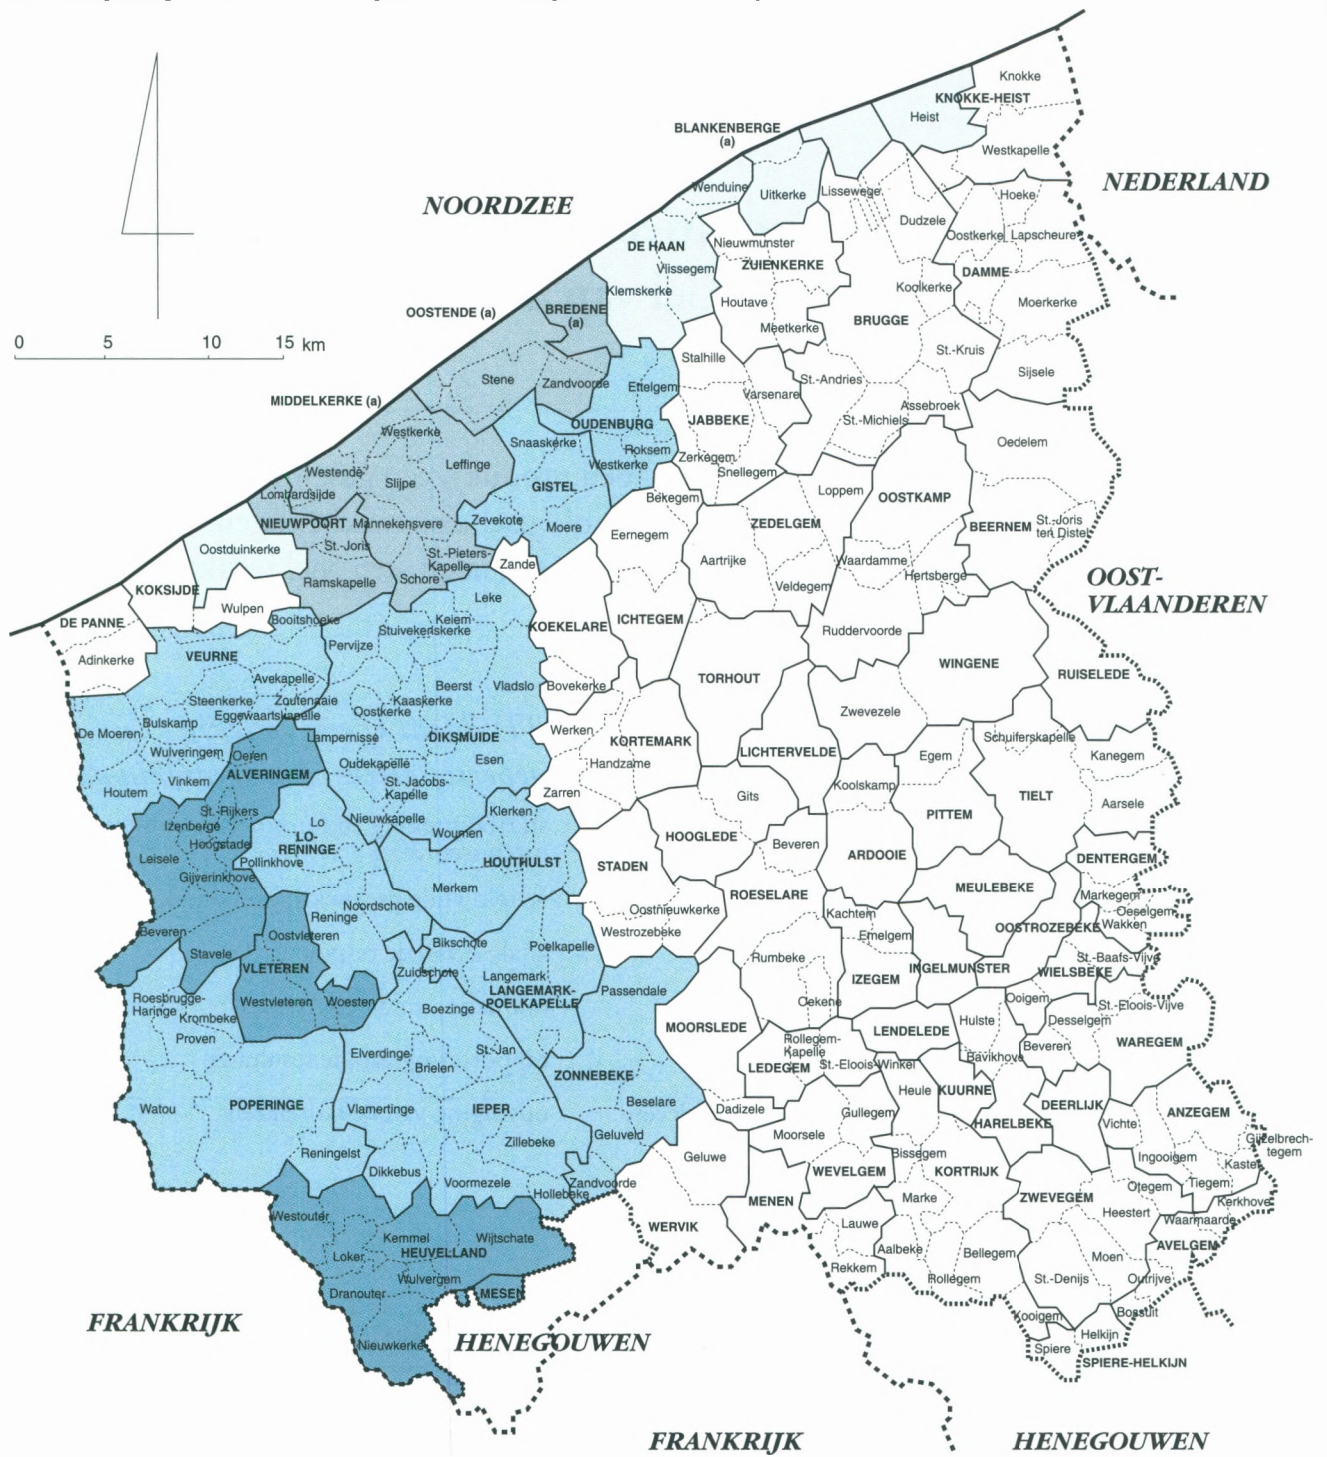 Knokke
KNOKKE-HEIST
Heist
BLANKENBERGE
(a)
Westkapelle
NEDERLAND
NOORDZEE
Wenduine
Uitkerke
Lissewege
Hoeke
Dudzele
Oostkerke
Lapscheure
DE HAAN
Nieuwmunster
ZUIENKERKE
Vlissegem
DAMME
Klemskerke
Koolkerke
Houtave
Moerkerke
OOSTENDE (a)
BREDENE
(a)
BRUGGE
Meetkerke
0 5 10 15 km
St.-Kruis
Stalhille
Sijsele
Stene
Zandvoorde
Ettelgem
St.-Andries
Varsenare
MIDDELKERKE (a)
Assebroek
OUDENBURG
JABBEKE
St.-Michiels
Westkerke
Snaaskerke
Oedelem
Roksem
Zerkegem
Leffinge
Westkerke
Snellegem
Westende
Slijpe
GISTEL
Loppem
OOSTKAMP
Lombardsijde
Bekegem
NIEUWPOORT
Mannekensvere
Zevekote
Moere
ZEDELGEM
BEERNEM
St.-Joris
ten Distel
Eernegem
Oostduinkerke
St.-Joris
St.-Pieters-
Kapelle
Zande
Aartrijke
Waardamme
Hertsberge
OOST-
VLAANDEREN
KOKSIJDE
Ramskapelle
Schore
Veldegem
Leke
Wulpen
DE PANNE
Booitshoeke
Keiem
ICHTEGEM
Stuivekenskerke
KOEKELARE
Ruddervoorde
Adinkerke
VEURNE
Pervijze
WINGENE
RUISELEDE
Avekapelle
TORHOUT
Beerst
Vladslo
Bovekerke
Steenkerke
Zoutenaaie
Kaaskerke
Eggewaartskapelle
Oostkerke
Zwevezele
Bulskamp
De Moeren
Lampernisse
DIKSMUIDE
Werken
KORTEMARK
LICHTERVELDE
Schuiferskapelle
Wulveringem
Oeren
Oudekapelle
Esen
Handzame
Egem
Kanegem
ALVERINGEM
Vinkem
St.-Jacobs-
Kapelle
Koolskamp
Houtem
Zarren
Gits
TIELT
Aarsele
St.-Rijkers
Klerken
PITTEM
Izenberge
Lo
Nieuwkapelle
Woumen
HOOGLEDE
Hoogstade
LO-
RENINGE
Beveren
ARDOOIE
Leisele
Pollinkhove
HOUTHULST
STADEN
DENTERGEM
Gijverinkhove
Merkem
ROESELARE
MEULEBEKE
Markegem
Noordschote
Oostnieuwkerke
Kachtem
Oeselgem
Reninge
OOSTROZEBEKE
Wakken
Beveren
Oostvleteren
Westrozebeke
Emelgem
Bikschote
Poelkapelle
Stavele
Rumbeke
St.-Baafs-Vijve
VLETEREN
Zuidschote
Langemark
INGELMUNSTER
WIELSBEKE
IZEGEM
LANGEMARK-
POELKAPELLE
Passendale
Roesbrugge-
Haringe
Westvleteren
Woesten
Oekene
Ooigem
St.-Eloois-Vijve
Boezinge
Krombeke
Hulste
Desselgem
MOORSLEDE
LENDELEDE
Proven
Rollegem-
Kapelle
WAREGEM
Elverdinge
St.-Jan
Beveren
Bavikhove
Brielen
LEDEGEM
St.-Eloois-Winkel
ZONNEBEKE
Heule
KUURNE
POPERINGE
Beselare
Watou
Vlamertinge
IEPER
Dadizele
Gullegem
DEERLIJK
ANZEGEM
HARELBEKE
Vichte
Geluveld
Moorsele
Zillebeke
Gijzelbrech-
tegem
Reningelst
Geluwe
Bissegem
Ingooigem
Kaster
Dikkebus
WEVELGEM
KORTRIJK
Voormezele
Zandvoorde
Otegem
Tiegem
Hollebeke
MENEN
Marke
ZWEVEGEM
Kerkhove
Westouter
Heestert
Waarmaarde
WERVIK
Lauwe
Kemmel
Wijtschate
AVELGEM
Loker
HEUVELLAND
Aalbeke
Bellegem
Moen
Rekkem
Wulvergem
Rollegem
St.-Denijs
Outrijve
Dranouter
MESEN
Kooigem
Bossuit
FRANKRIJK
HENEGOUWEN
Nieuwkerke
Helkijn
Spiere
SPIERE-HELKIJN
FRANKRIJK
HENEGOUWEN